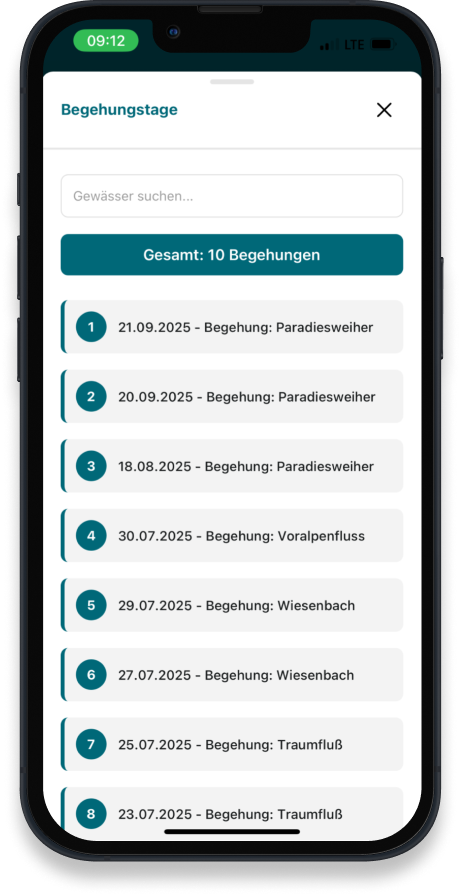 09:12
LTE
Begehungstage
Gewässer suchen...
Gesamt: 10 Begehungen
1 21.09.2025 - Begehung: Paradiesweiher
2 20.09.2025 - Begehung: Paradiesweiher
3 18.08.2025 - Begehung: Paradiesweiher
4 30.07.2025 - Begehung: Voralpenfluss
5 29.07.2025 - Begehung: Wiesenbach
6 27.07.2025 - Begehung: Wiesenbach
7 25.07.2025 - Begehung: Traumfluß
8 23.07.2025 - Begehung: Traumfluß